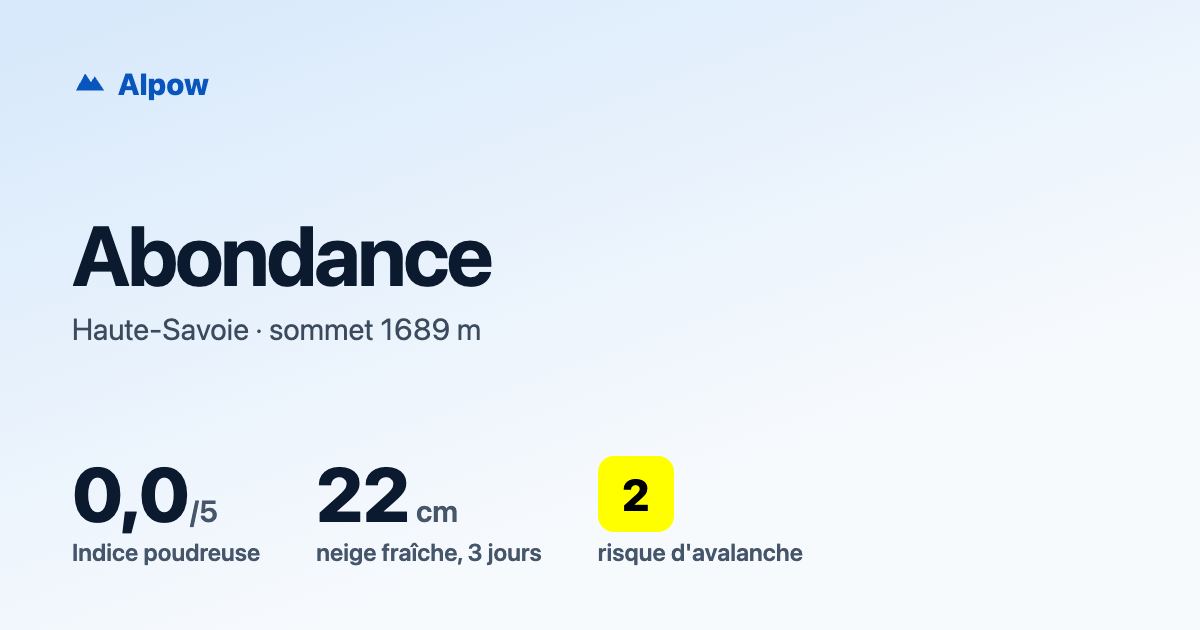 Alpow
Abondance
Haute-Savoie · sommet 1689 m
0,0/5
Indice poudreuse
22 cm
neige fraîche, 3 jours
2
risque d'avalanche